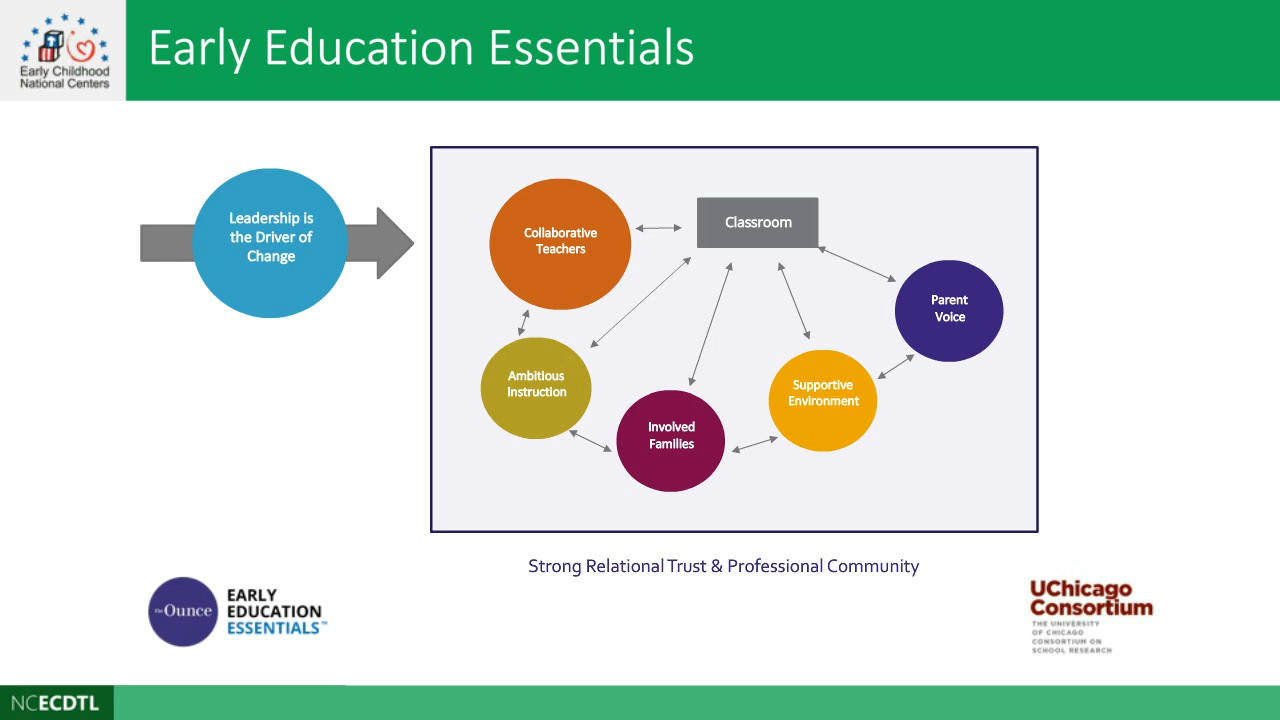 Early Childhood
National Centers
Early Education Essentials
Leadership is
the Driver of
Change
Collaborative
Teachers
Classroom
Parent
Voice
Ambitious
Instruction
Involved
Families
Supportive
Environment
Strong Relational Trust & Professional Community
The Ounce
EARLY
EDUCATION
ESSENTIALS™
UChicago
Consortium
THE UNIVERSITY
OF CHICAGO
CONSORTIUM ON
SCHOOL RESEARCH
NCECDTL